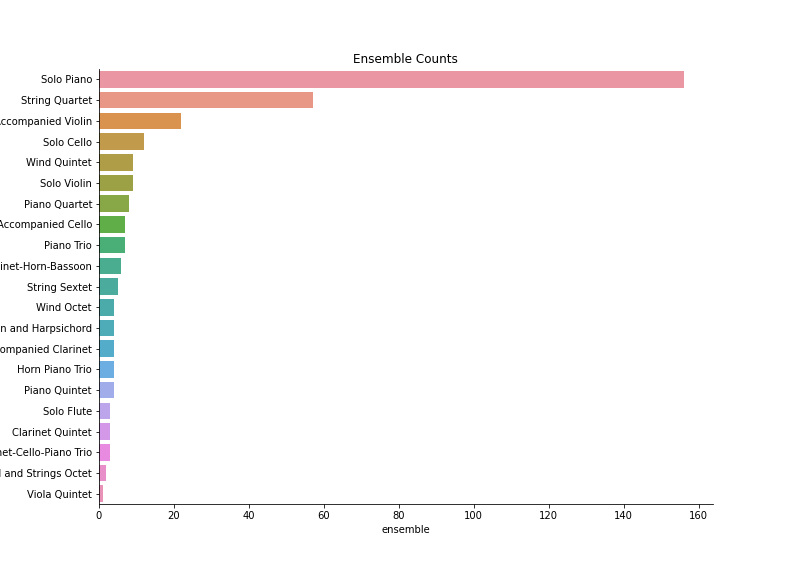 Ensemble Counts
Solo Piano
String Quartet
Accompanied Violin
Solo Cello
Wind Quintet
Solo Violin
Piano Quartet
Accompanied Cello
Piano Trio
inet-Horn-Bassoon
String Sextet
Wind Octet
n and Harpsichord
ompanied Clarinet
Horn Piano Trio
Piano Quintet
Solo Flute
Clarinet Quintet
net-Cello-Piano Trio
and Strings Octet
Viola Quintet
0 20 40 60 80 100 120 140 160
ensemble